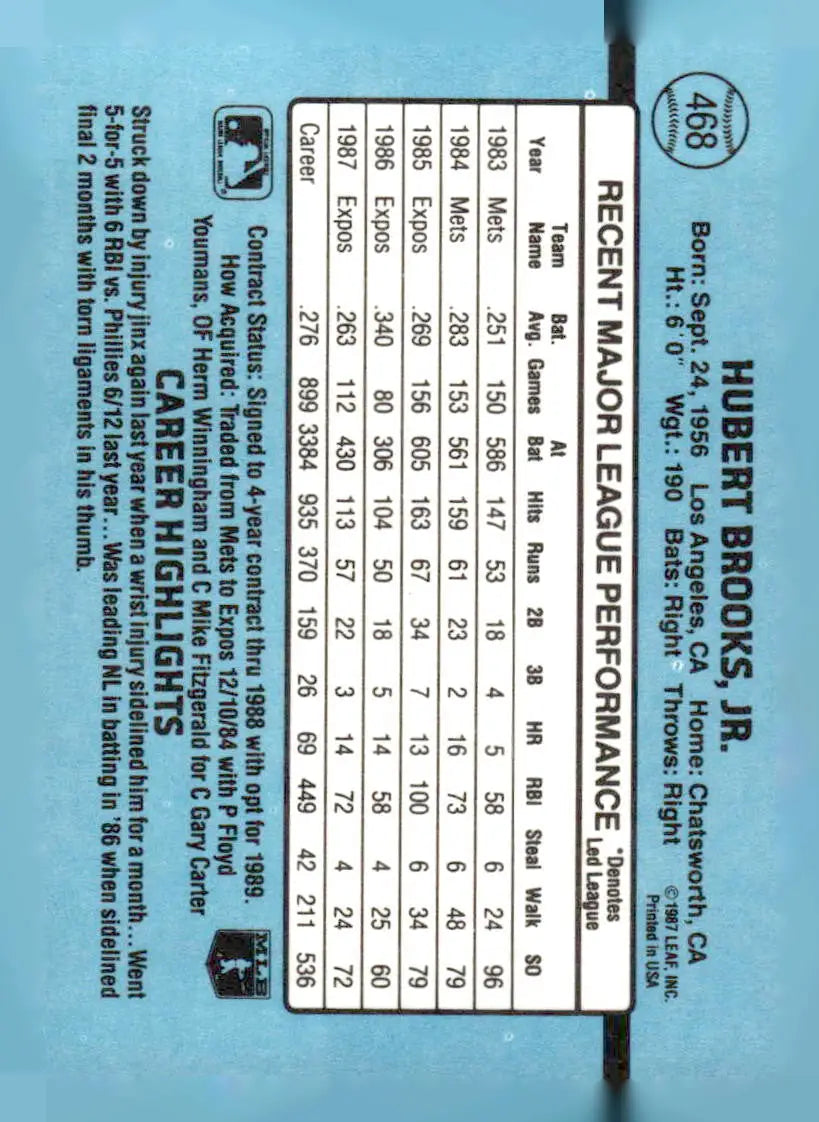 468
HUBERT BROOKS, JR.
Born: Sept. 24, 1956 Los Angeles, CA Home: Chatsworth, CA
Ht.: 6'0" Wgt.: 190 Bats: Right Throws: Right
©1987 LEAF, INC.
Printed in USA
RECENT MAJOR LEAGUE PERFORMANCE *Denotes Led League
Year Team Name Bat. Avg. Games At Bat Hits Runs 2B 3B HR RBI Steal Walk SO
1983 Mets .251 150 586 147 53 18 4 5 58 6 24 96
1984 Mets .283 153 561 159 61 23 2 16 73 6 48 79
1985 Expos .269 156 605 163 67 34 7 13 100 6 34 79
1986 Expos .340 80 306 104 50 18 5 14 58 4 25 60
1987 Expos .263 112 430 113 57 22 3 14 72 4 24 72
Career .276 899 3384 935 370 159 26 69 449 42 211 536
Contract Status: Signed to 4-year contract thru 1988 with opt for 1989.
How Acquired: Traded from Mets to Expos 12/10/84 with P Floyd
Youmans, OF Herm Winningham and C Mike Fitzgerald for C Gary Carter
MLB
CAREER HIGHLIGHTS
Struck down by injury jinx again last year when a wrist injury sidelined him for a month... Went
5-for-5 with 6 RBI vs. Phillies 6/12 last year... Was leading NL in batting in '86 when sidelined
final 2 months with torn ligaments in his thumb.